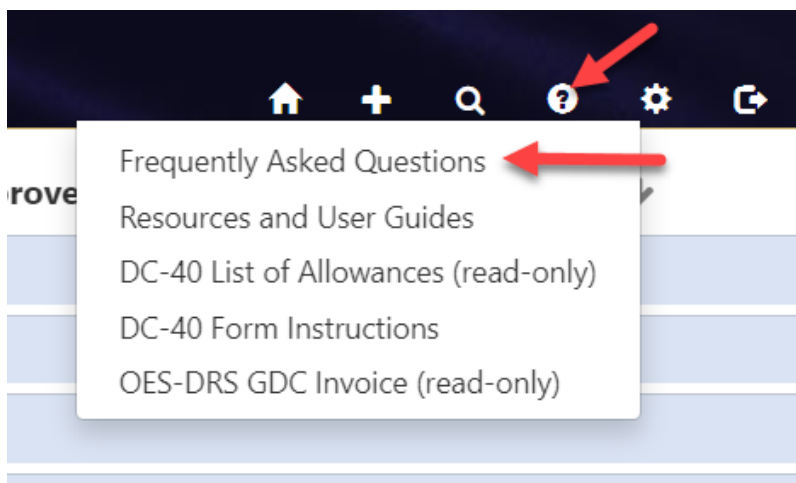 Frequently Asked Questions
rove
Resources and User Guides
DC-40 List of Allowances (read-only)
DC-40 Form Instructions
OES-DRS GDC Invoice (read-only)